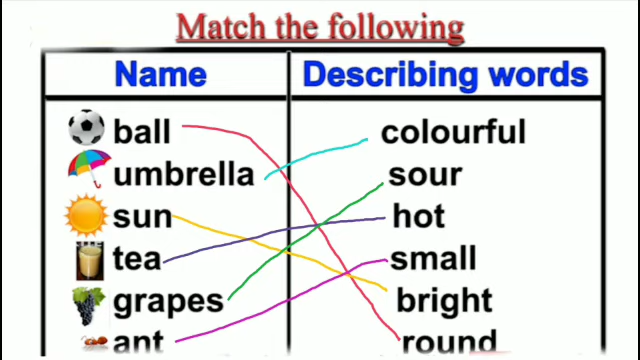 Match the following
Name Describing words
ball colourful
umbrella sour
sun hot
tea small
grapes bright
ant round